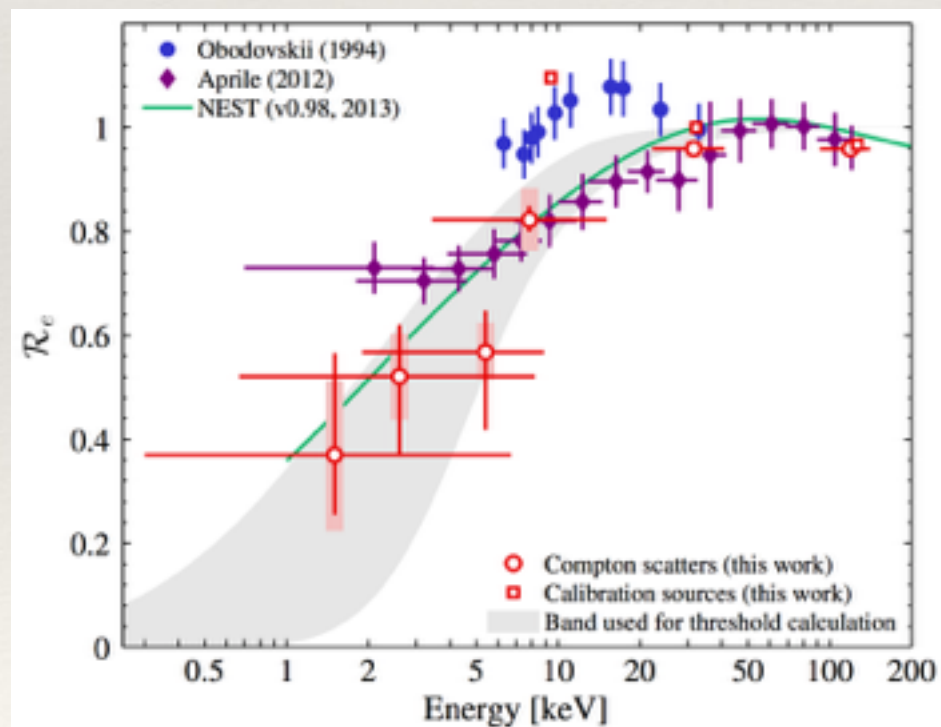 Obodovskii (1994)
Aprile (2012)
NEST (v0.98, 2013)
1
0.8
0.6
0.4
0.2
0
ℛe
Compton scatters (this work)
Calibration sources (this work)
Band used for threshold calculation
0.5 1 2 5 10 20 50 100 200
Energy [keV]